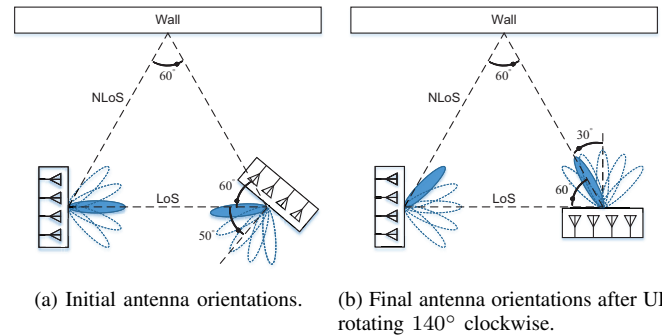 Wall
60°
NLoS
LoS
60°
50°
Wall
60°
NLoS
30°
LoS
60
(a) Initial antenna orientations.
(b) Final antenna orientations after UE
rotating 140° clockwise.